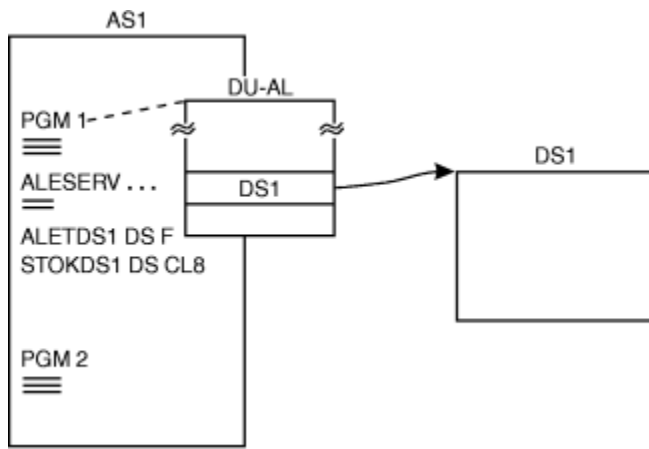 AS1
DU-AL
PGM 1
DS1
ALESERV . . .
DS1
ALETDS1 DS F
STOKDS1 DS CL8
PGM 2